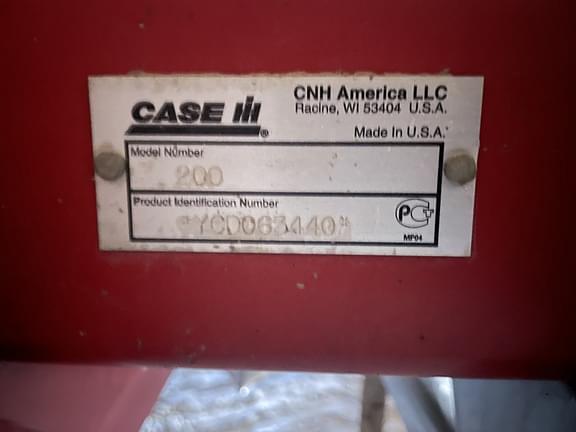 CASE IH®
CNH America LLC
Racine, WI 53404 U.S.A.
Made In U.S.A.
Model Number
200
Product Identification Number
*YCD063440*
PCT
MP04